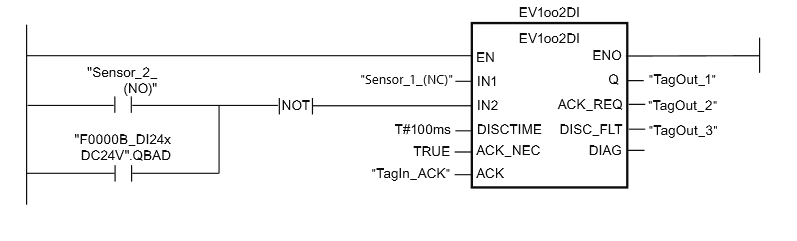 EV1oo2DI
EV1oo2DI
EN
ENO
"Sensor_2_
(NO)"
"Sensor_1_(NC)"
IN1
Q
"TagOut_1"
NOT
IN2
ACK_REQ
"TagOut_2"
T#100ms
DISCTIME
DISC_FLT
"TagOut_3"
"F0000B_DI24x
DC24V".QBAD
TRUE
ACK_NEC
DIAG
"TagIn_ACK"
ACK